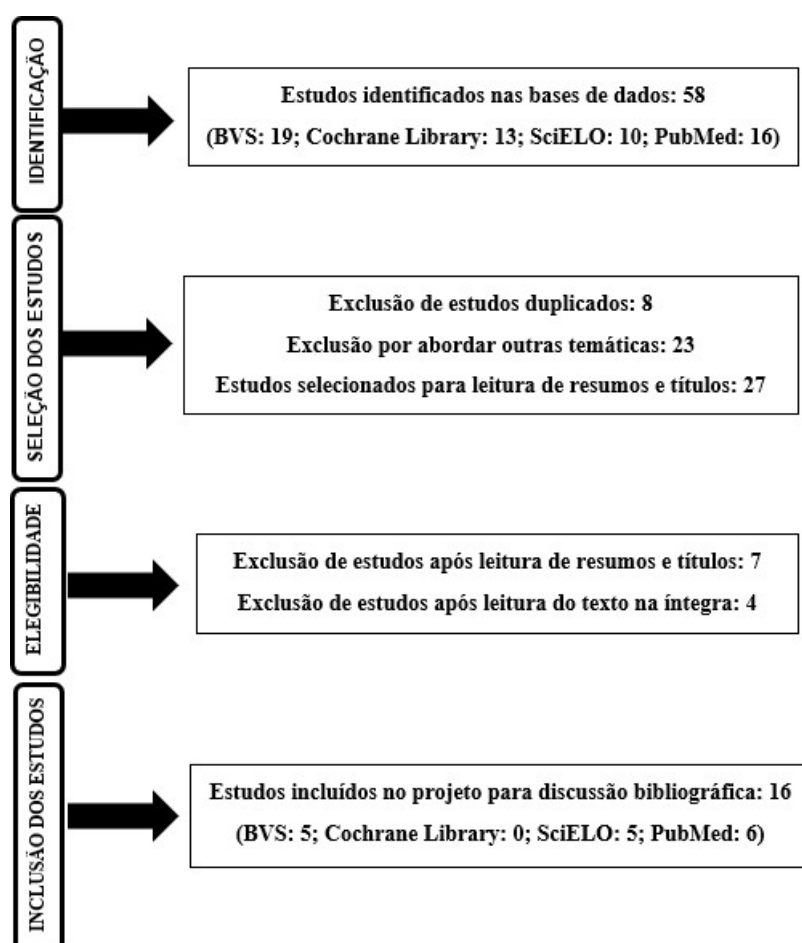 IDENTIFICAÇÃO
Estudos identificados nas bases de dados: 58
(BVS: 19; Cochrane Library: 13; SciELO: 10; PubMed: 16)
SELEÇÃO DOS ESTUDOS
Exclusão de estudos duplicados: 8
Exclusão por abordar outras temáticas: 23
Estudos selecionados para leitura de resumos e títulos: 27
ELEGIBILIDADE
Exclusão de estudos após leitura de resumos e títulos: 7
Exclusão de estudos após leitura do texto na íntegra: 4
INCLUSÃO DOS ESTUDOS
Estudos incluídos no projeto para discussão bibliográfica: 16
(BVS: 5; Cochrane Library: 0; SciELO: 5; PubMed: 6)